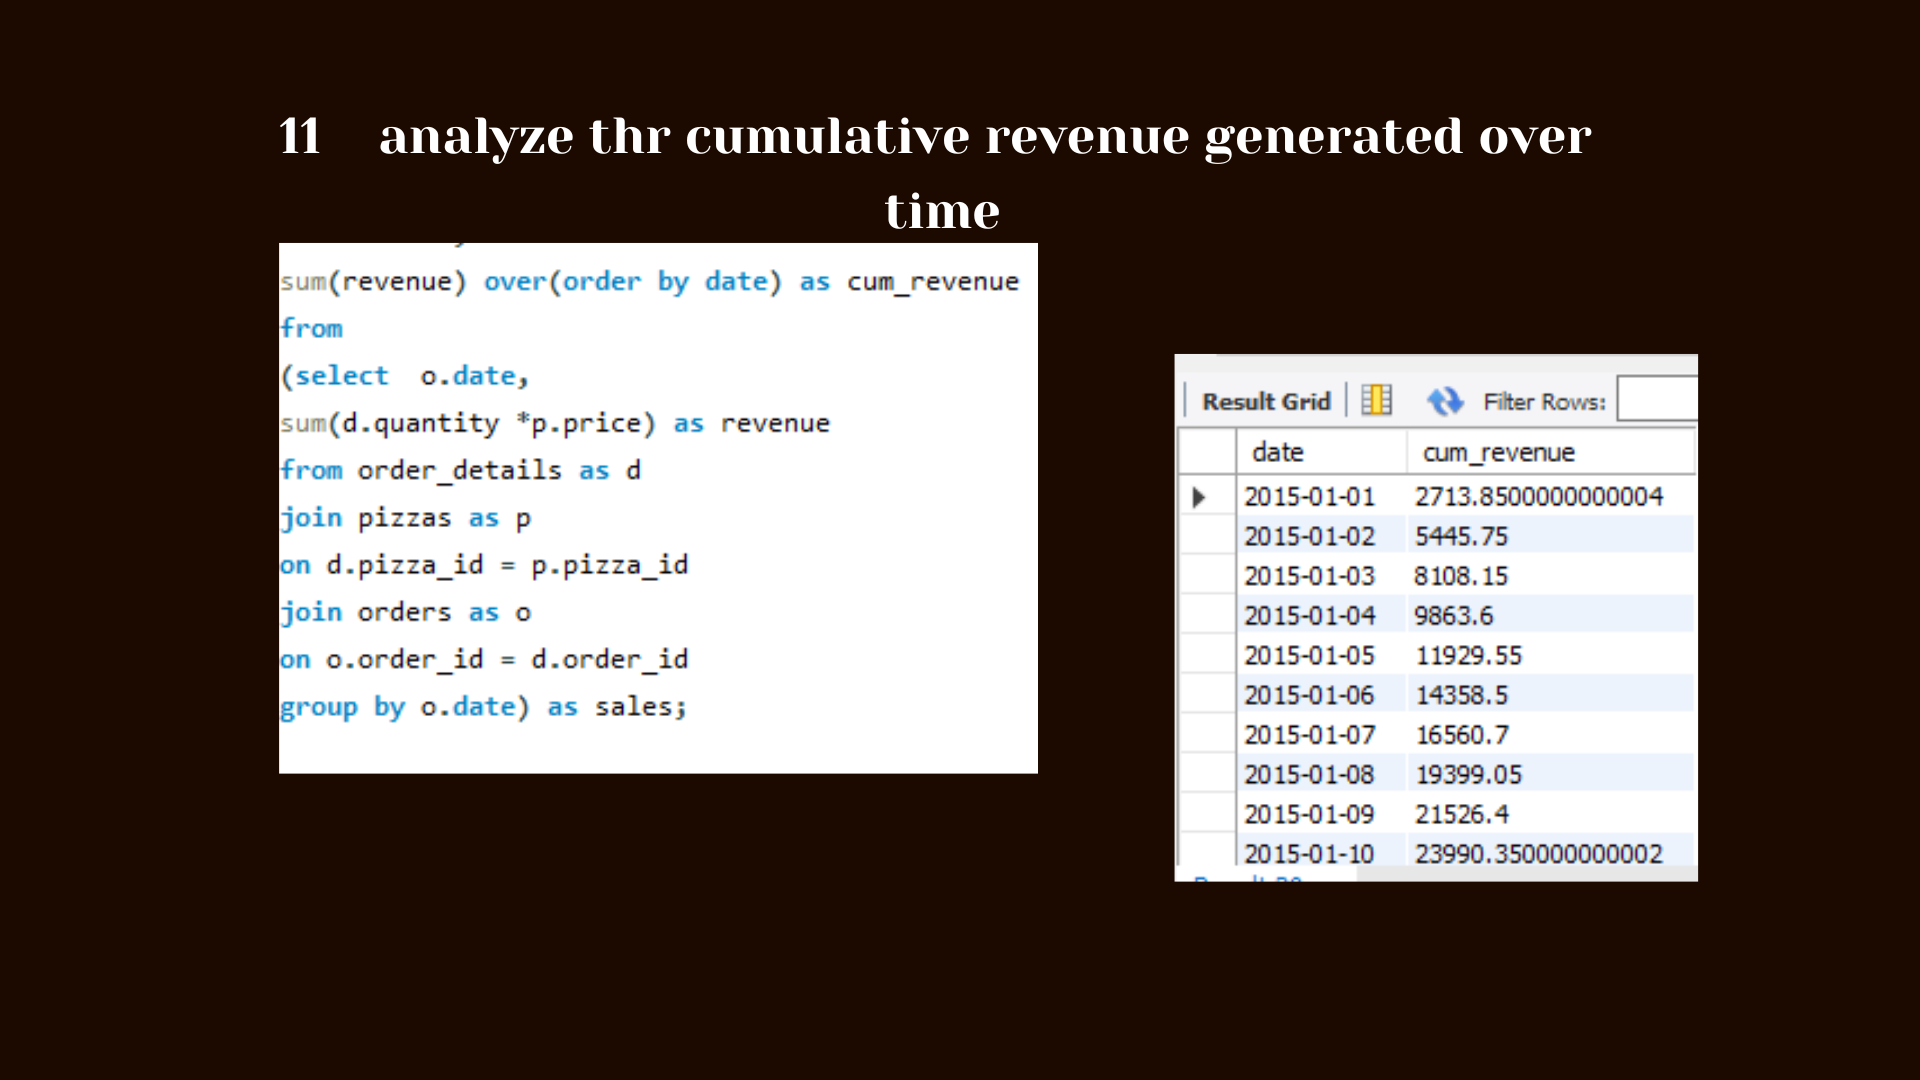 11 analyze thr cumulative revenue generated over
time
sum(revenue) over(order by date) as cum_revenue
from
(select  o.date,
sum(d.quantity *p.price) as revenue
from order_details as d
join pizzas as p
on d.pizza_id = p.pizza_id
join orders as o
on o.order_id = d.order_id
group by o.date) as sales;
Result Grid Filter Rows:
date cum_revenue
2015-01-01 2713.8500000000004
2015-01-02 5445.75
2015-01-03 8108.15
2015-01-04 9863.6
2015-01-05 11929.55
2015-01-06 14358.5
2015-01-07 16560.7
2015-01-08 19399.05
2015-01-09 21526.4
2015-01-10 23990.350000000002